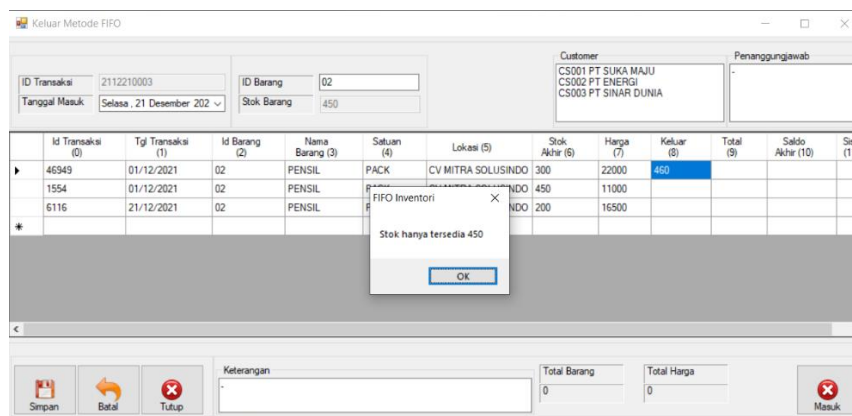 Keluar Metode FIFO
Customer
Penanggungjawab
ID Transaksi 2112210003
ID Barang 02
CS001 PT SUKA MAJU
CS002 PT ENERGI
CS003 PT SINAR DUNIA
-
Tanggal Masuk Selasa , 21 Desember 202
Stok Barang 450
Id Transaksi (0) Tgl Transaksi (1) Id Barang (2) Nama Barang (3) Satuan (4) Lokasi (5) Stok Akhir (6) Harga (7) Keluar (8) Total (9) Saldo Akhir (10)
46949 01/12/2021 02 PENSIL PACK CV MITRA SOLUSINDO 300 22000 460
1554 01/12/2021 02 PENSIL 450 11000
6116 21/12/2021 02 PENSIL 200 16500
FIFO Inventori
Stok hanya tersedia 450
OK
Keterangan
-
Total Barang
0
Total Harga
0
Simpan
Batal
Tutup
Masuk